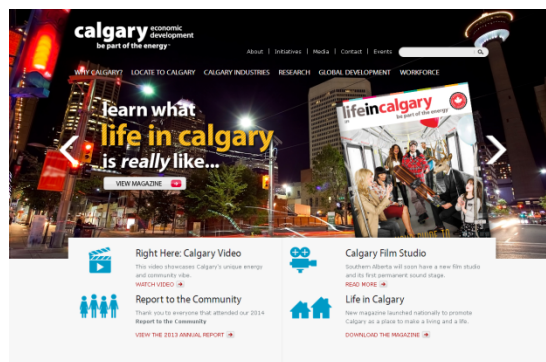 calgary economic
development
be part of the energy™
About | Initiatives | Media | Contact | Events
WHY CALGARY? LOCATE TO CALGARY CALGARY INDUSTRIES RESEARCH GLOBAL DEVELOPMENT WORKFORCE
learn what
life in calgary
is really like...
VIEW MAGAZINE
lifeincalgary
be part of the energy
Right Here: Calgary Video
This video showcases Calgary's unique energy
and community vibe.
WATCH VIDEO
Calgary Film Studio
Southern Alberta will soon have a new film studio
and its first permanent sound stage.
READ MORE
Report to the Community
Thank you to everyone that attended our 2014
Report to the Community
VIEW THE 2013 ANNUAL REPORT
Life in Calgary
New magazine launched nationally to promote
Calgary as a place to make a living and a life.
DOWNLOAD THE MAGAZINE